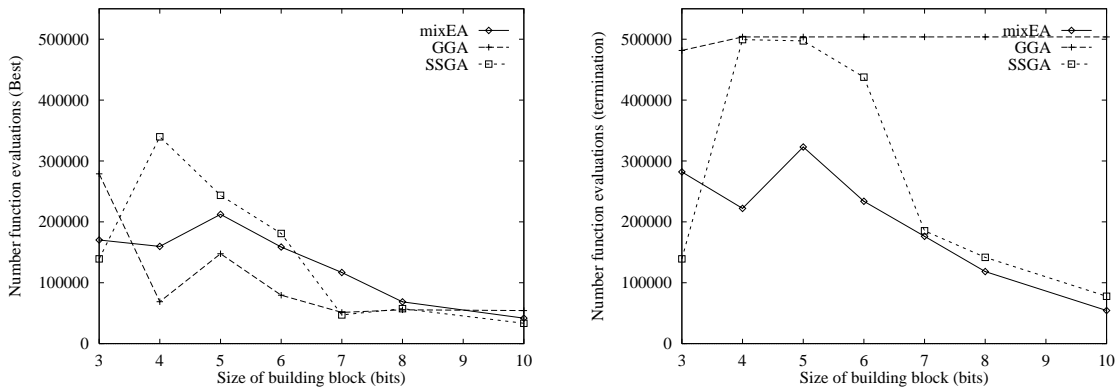 500000
400000
300000
200000
100000
0
Number function evaluations (Best)
mixEA
GGA
SSGA
3 4 5 6 7 8 9 10
Size of building block (bits)
500000
400000
300000
200000
100000
0
Number function evaluations (termination)
mixEA
GGA
SSGA
3 4 5 6 7 8 9 10
Size of building block (bits)